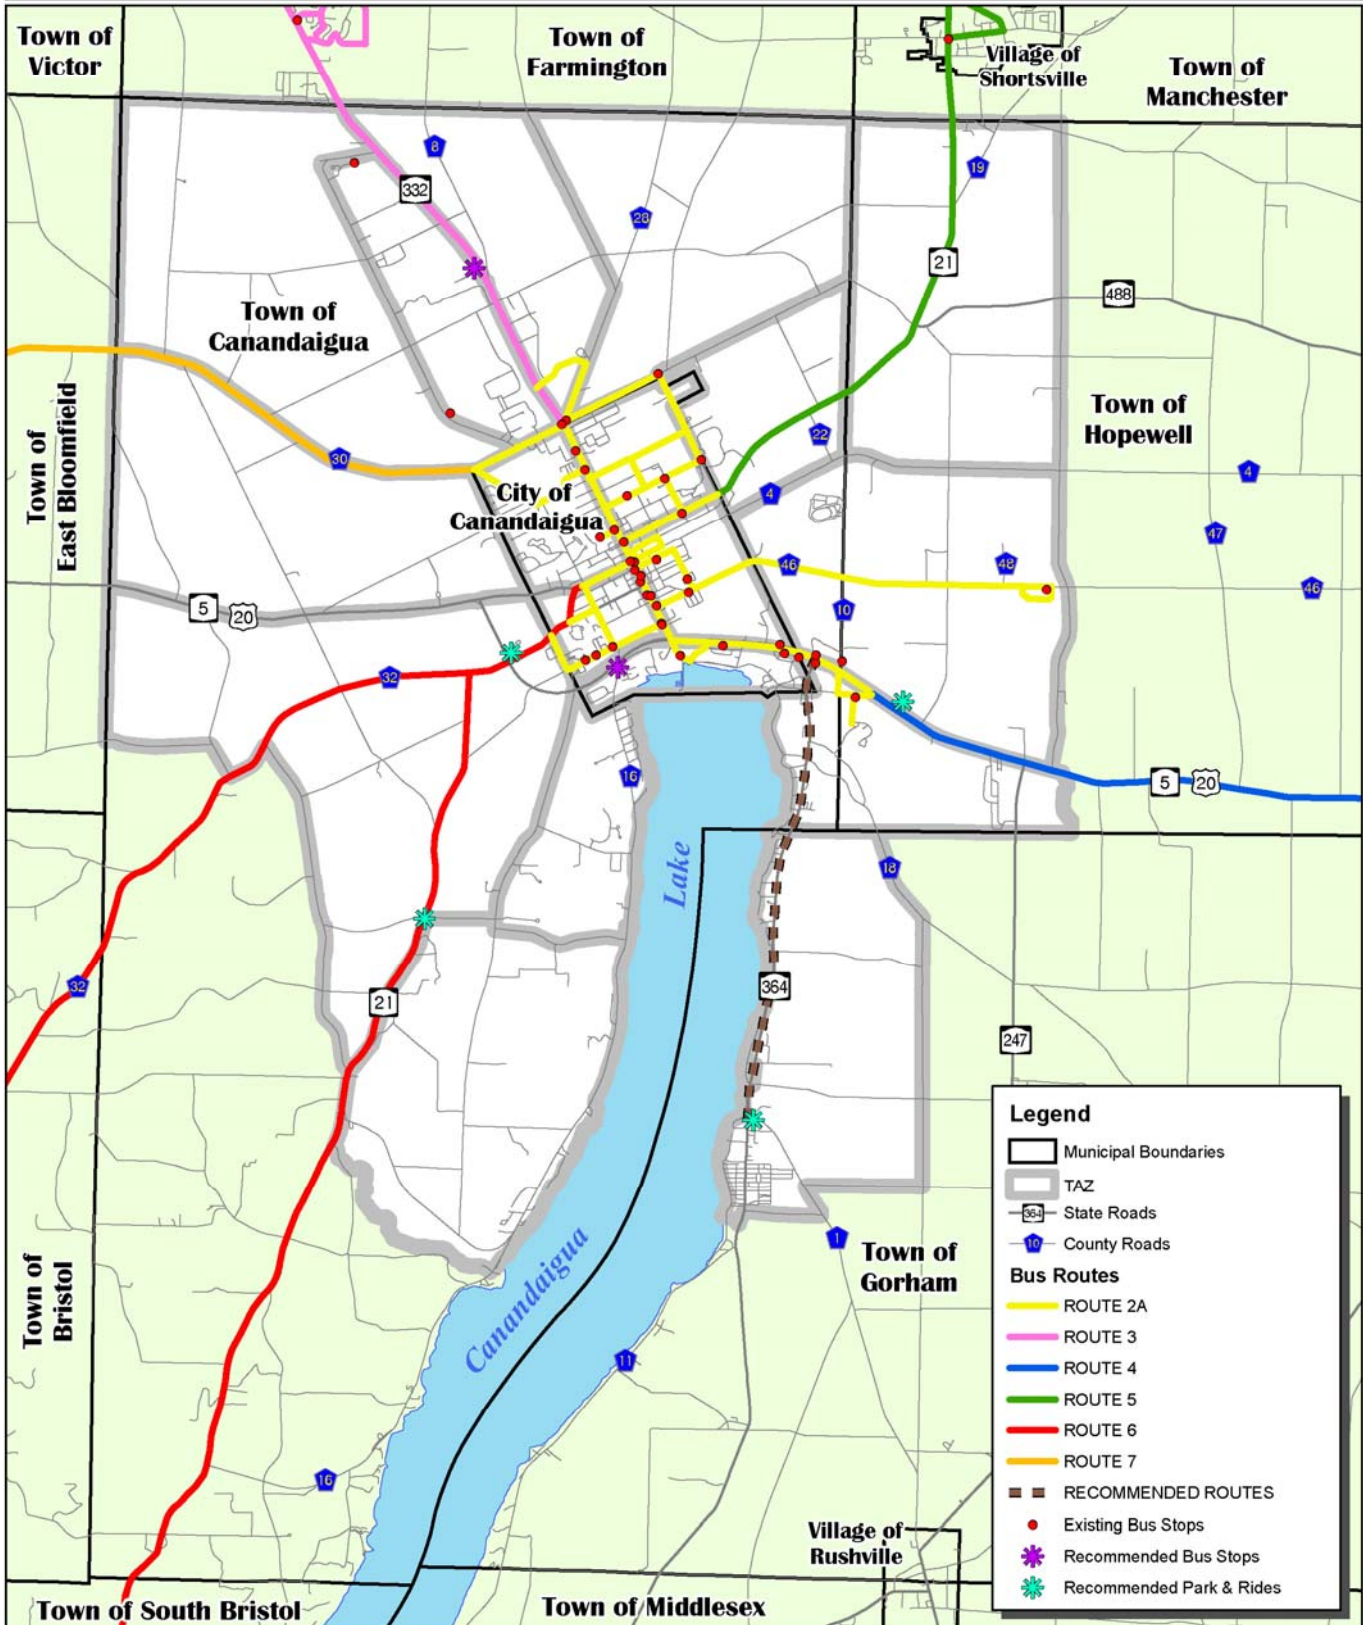 Town of
Victor
Town of
Farmington
Village of
Shortsville
Town of
Manchester
8
332
19
28
21
488
Town of
Canandaigua
Town of
Hopewell
Town of
East Bloomfield
30
22
4
4
City of
Canandaigua
47
46
48
46
5
20
10
32
16
5
20
Lake
18
32
21
364
247
1
Town of
Gorham
Town of
Bristol
Canandaigua
11
16
Village of
Rushville
Town of South Bristol
Town of Middlesex
Legend
Municipal Boundaries
TAZ
364
State Roads
10
County Roads
Bus Routes
ROUTE 2A
ROUTE 3
ROUTE 4
ROUTE 5
ROUTE 6
ROUTE 7
RECOMMENDED ROUTES
Existing Bus Stops
Recommended Bus Stops
Recommended Park & Rides